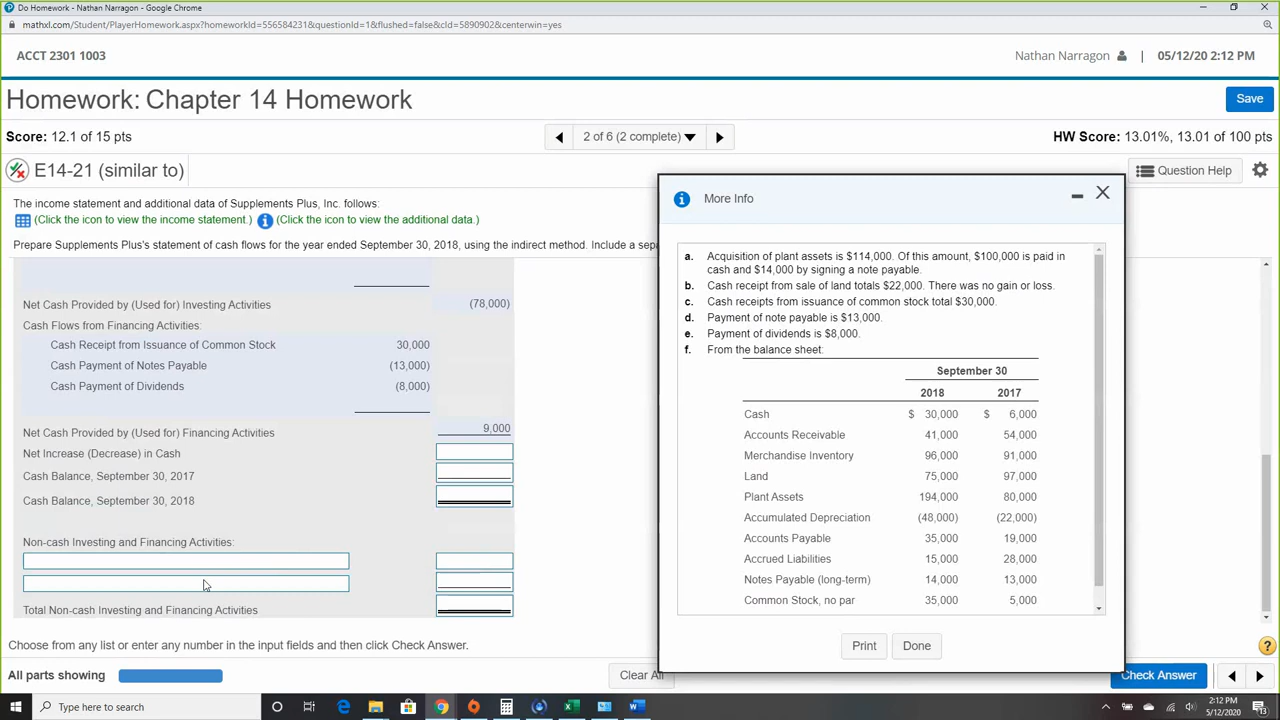 Do Homework - Nathan Narragon - Google Chrome
mathxl.com/Student/PlayerHomework.aspx?homeworkId=556584231&questionId=1&flushed=false&cId=5890902&centerwin=yes
ACCT 2301 1003
Nathan Narragon | 05/12/20 2:12 PM
Homework: Chapter 14 Homework
Save
Score: 12.1 of 15 pts
2 of 6 (2 complete)
HW Score: 13.01%, 13.01 of 100 pts
E14-21 (similar to)
Question Help
The income statement and additional data of Supplements Plus, Inc. follows:
(Click the icon to view the income statement.) (Click the icon to view the additional data.)
Prepare Supplements Plus's statement of cash flows for the year ended September 30, 2018, using the indirect method. Include a sep
Net Cash Provided by (Used for) Investing Activities (78,000)
Cash Flows from Financing Activities:
Cash Receipt from Issuance of Common Stock 30,000
Cash Payment of Notes Payable (13,000)
Cash Payment of Dividends (8,000)
Net Cash Provided by (Used for) Financing Activities 9,000
Net Increase (Decrease) in Cash
Cash Balance, September 30, 2017
Cash Balance, September 30, 2018
Non-cash Investing and Financing Activities:
Total Non-cash Investing and Financing Activities
Choose from any list or enter any number in the input fields and then click Check Answer.
All parts showing
Clear All
Check Answer
More Info
a. Acquisition of plant assets is $114,000. Of this amount, $100,000 is paid in
cash and $14,000 by signing a note payable.
b. Cash receipt from sale of land totals $22,000. There was no gain or loss.
c. Cash receipts from issuance of common stock total $30,000.
d. Payment of note payable is $13,000.
e. Payment of dividends is $8,000.
f. From the balance sheet:
September 30
2018 2017
Cash $ 30,000 $ 6,000
Accounts Receivable 41,000 54,000
Merchandise Inventory 96,000 91,000
Land 75,000 97,000
Plant Assets 194,000 80,000
Accumulated Depreciation (48,000) (22,000)
Accounts Payable 35,000 19,000
Accrued Liabilities 15,000 28,000
Notes Payable (long-term) 14,000 13,000
Common Stock, no par 35,000 5,000
Print
Done
Type here to search
2:12 PM
5/12/2020